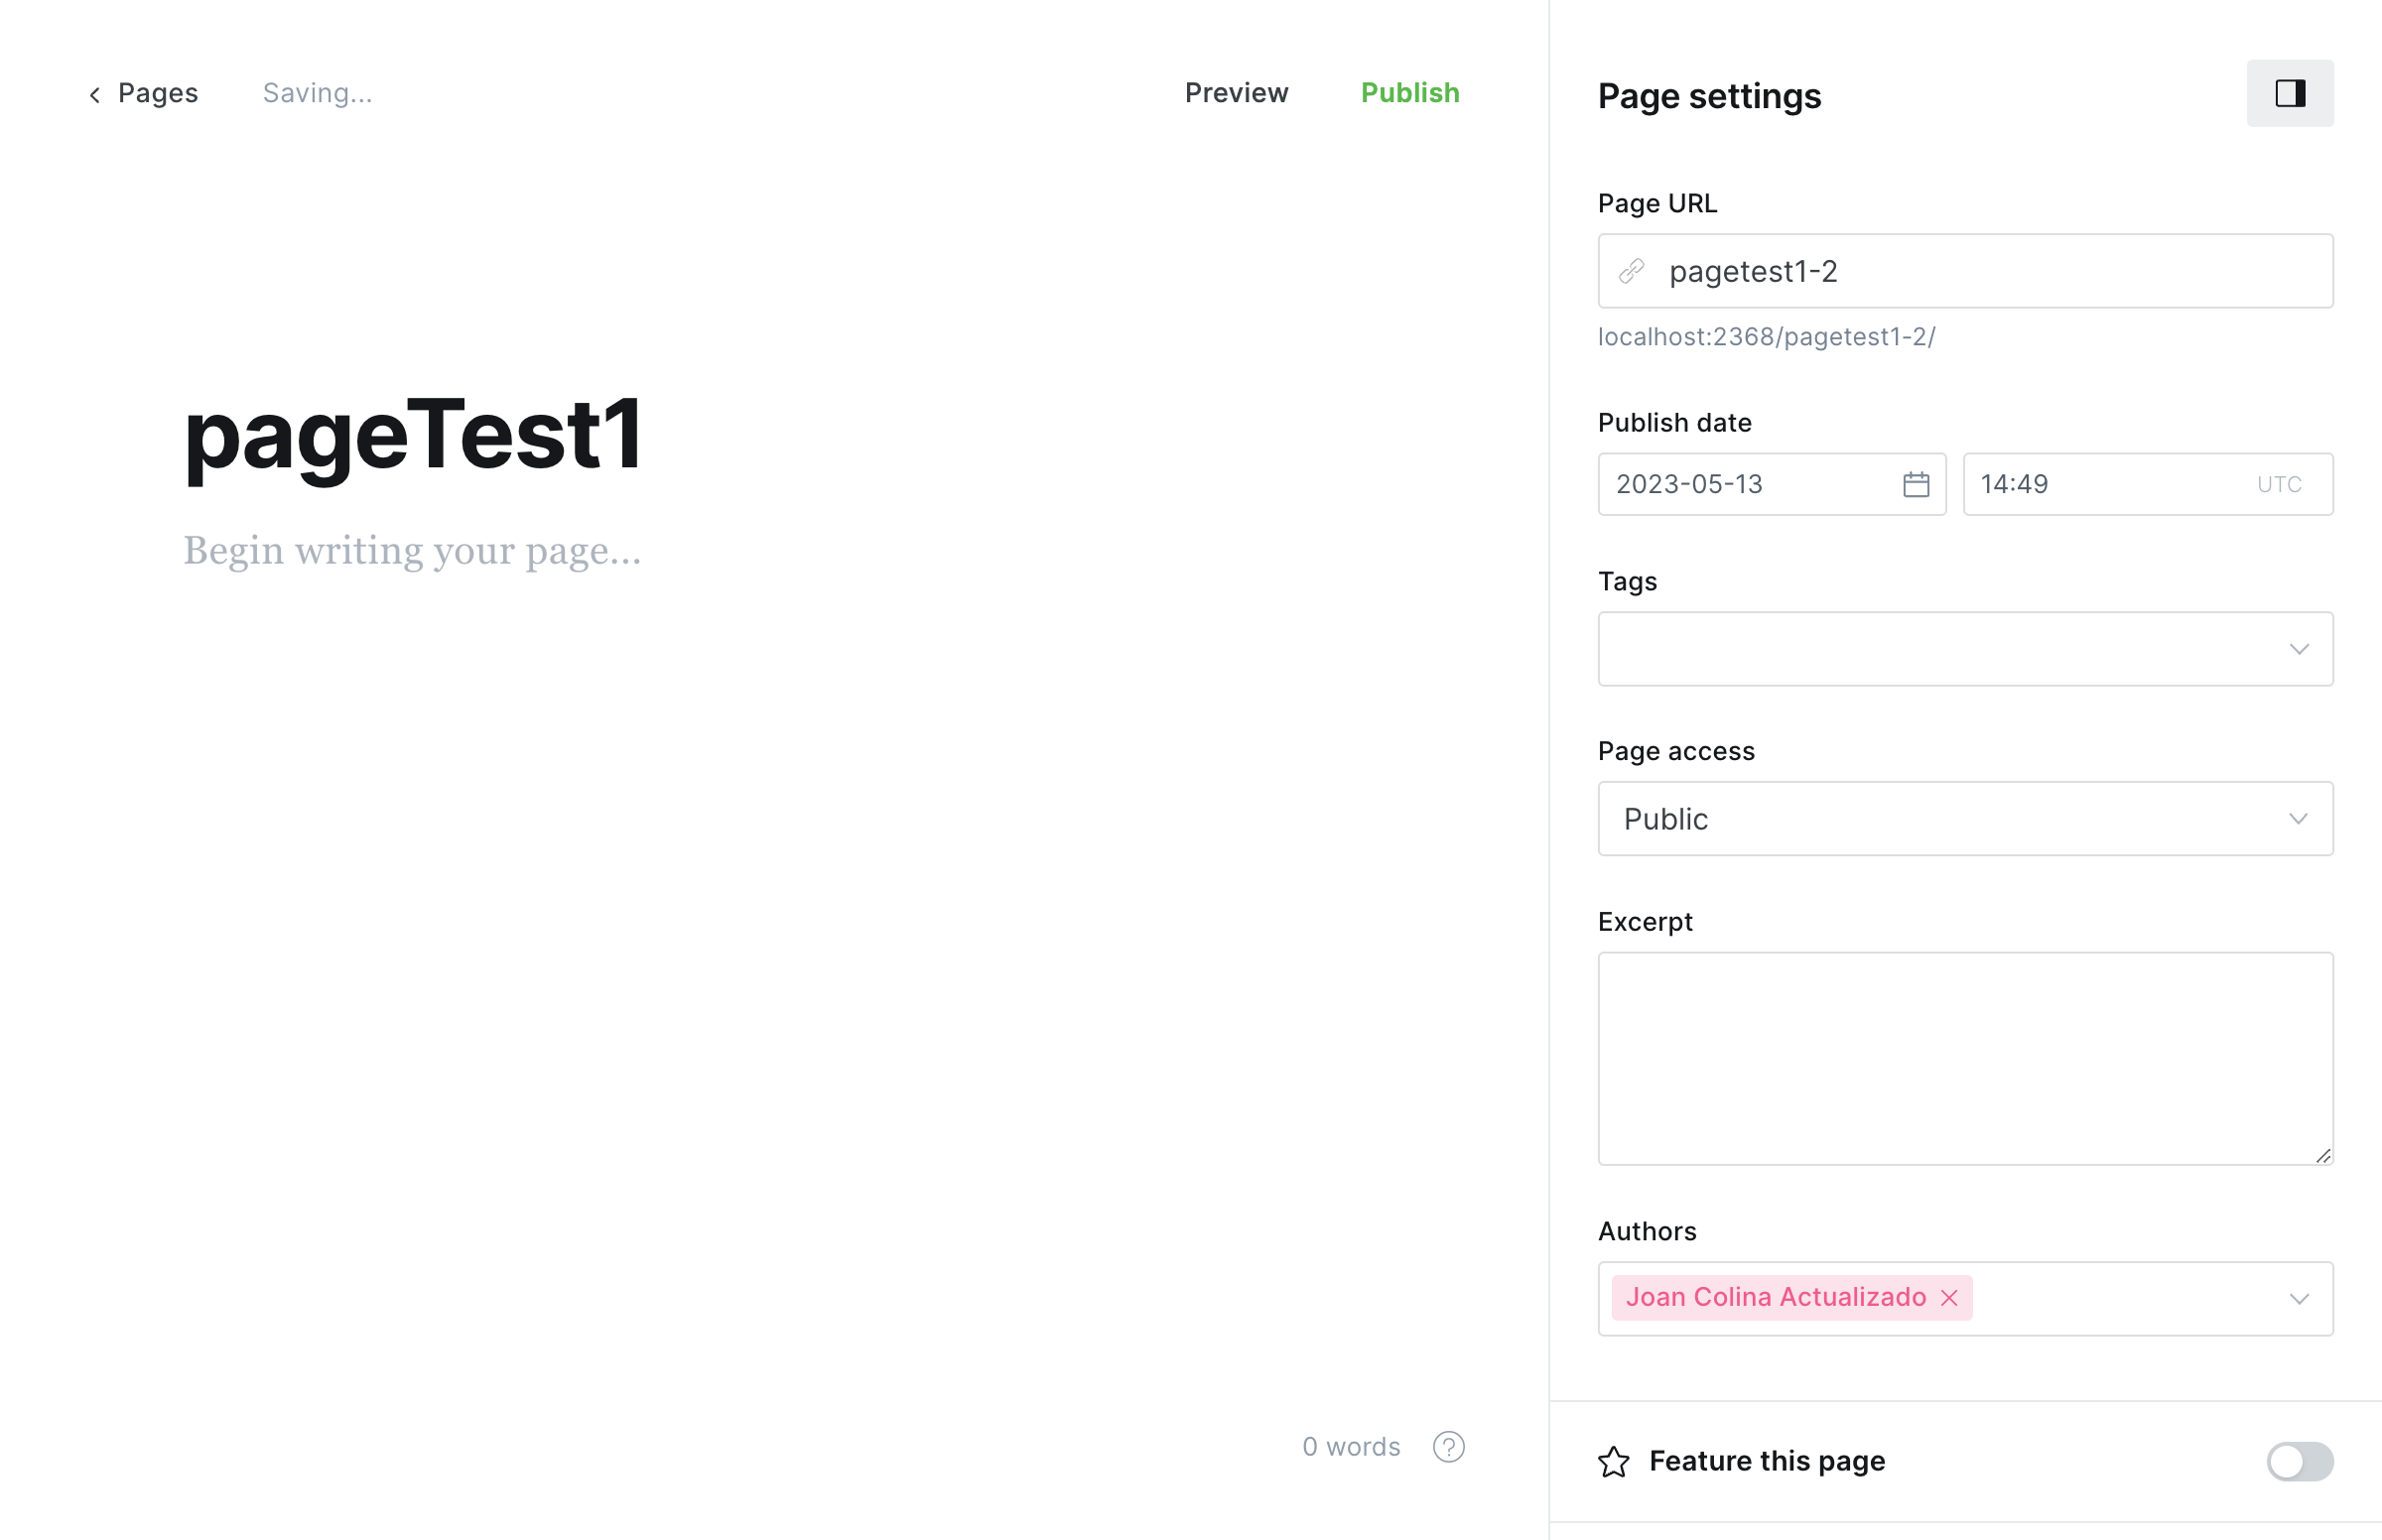 Pages
Saving...
Preview
Publish
pageTest1
Begin writing your page...
0 words
?
Page settings
Page URL
pagetest1-2
localhost:2368/pagetest1-2/
Publish date
2023-05-13
14:49
UTC
Tags
Page access
Public
Excerpt
Authors
Joan Colina Actualizado
Feature this page